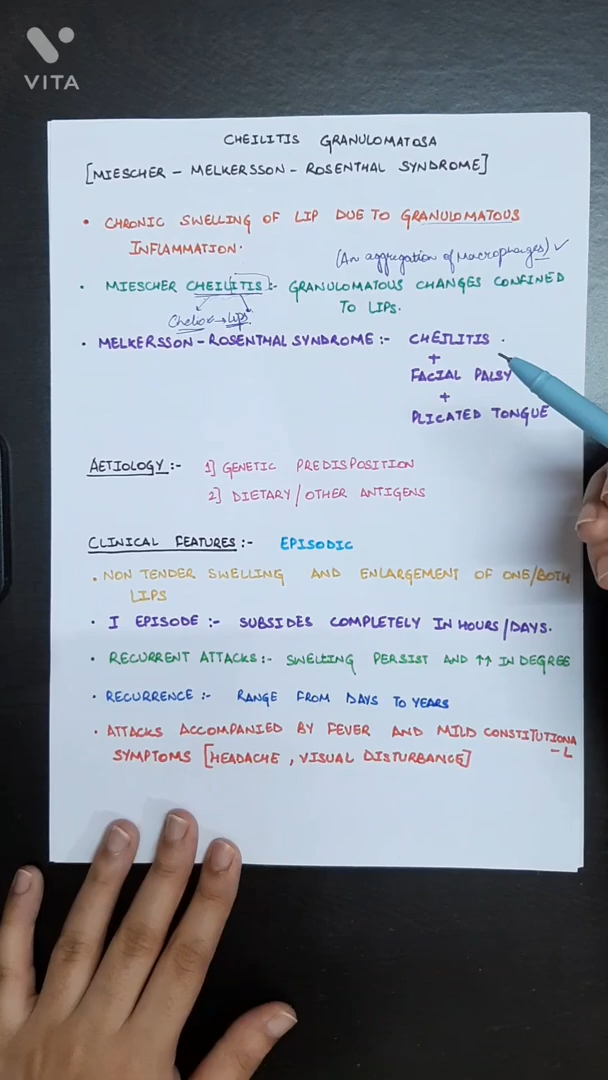 VITA
CHEILITIS GRANULOMATOSA
[MIESCHER - MELKERSSON - ROSENTHAL SYNDROME]
• CHRONIC SWELLING OF LIP DUE TO GRANULOMATOUS
INFLAMMATION.
(An aggregation of Macrophages) ✓
• MIESCHER CHEILITIS :- GRANULOMATOUS CHANGES CONFINED
TO LIPS.
→ lips.
• MELKERSSON - ROSENTHAL SYNDROME :- CHEILITIS .
+
FACIAL PALSY
+
PLICATED TONGUE
AETIOLOGY :- 1] GENETIC PREDISPOSITION
2] DIETARY / OTHER ANTIGENS
CLINICAL FEATURES :- EPISODIC
• NON TENDER SWELLING AND ENLARGEMENT OF ONE/BOTH
LIPS
• I EPISODE :- SUBSIDES COMPLETELY IN HOURS/DAYS.
• RECURRENT ATTACKS :- SWELLING PERSIST AND ↑↑ IN DEGREE
• RECURRENCE :- RANGE FROM DAYS TO YEARS
• ATTACKS ACCOMPANIED BY FEVER AND MILD CONSTITUTIONA
-L
SYMPTOMS [HEADACHE, VISUAL DISTURBANCE]